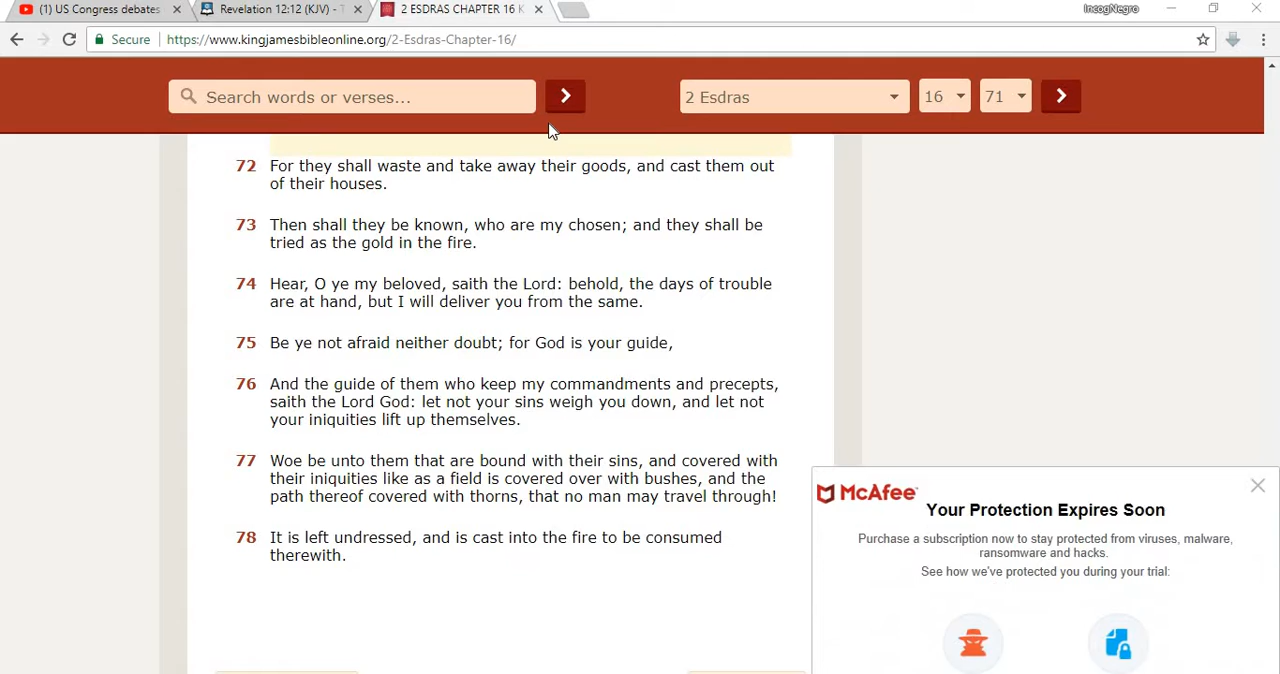 (1) US Congress debates
Revelation 12:12 (KJV) - T
2 ESDRAS CHAPTER 16 K
IncogNegro
Secure
https://www.kingjamesbibleonline.org/2-Esdras-Chapter-16/
Search words or verses...
2 Esdras
16
71
72 For they shall waste and take away their goods, and cast them out
of their houses.
73 Then shall they be known, who are my chosen; and they shall be
tried as the gold in the fire.
74 Hear, O ye my beloved, saith the Lord: behold, the days of trouble
are at hand, but I will deliver you from the same.
75 Be ye not afraid neither doubt; for God is your guide,
76 And the guide of them who keep my commandments and precepts,
saith the Lord God: let not your sins weigh you down, and let not
your iniquities lift up themselves.
77 Woe be unto them that are bound with their sins, and covered with
their iniquities like as a field is covered over with bushes, and the
path thereof covered with thorns, that no man may travel through!
78 It is left undressed, and is cast into the fire to be consumed
therewith.
McAfee
Your Protection Expires Soon
Purchase a subscription now to stay protected from viruses, malware,
ransomware and hacks.
See how we've protected you during your trial: